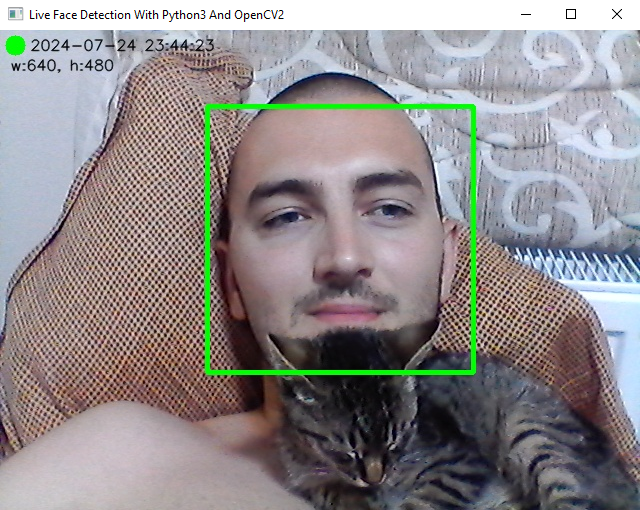 Live Face Detection With Python3 And OpenCV2
2024-07-24 23:44:23
w:640, h:480